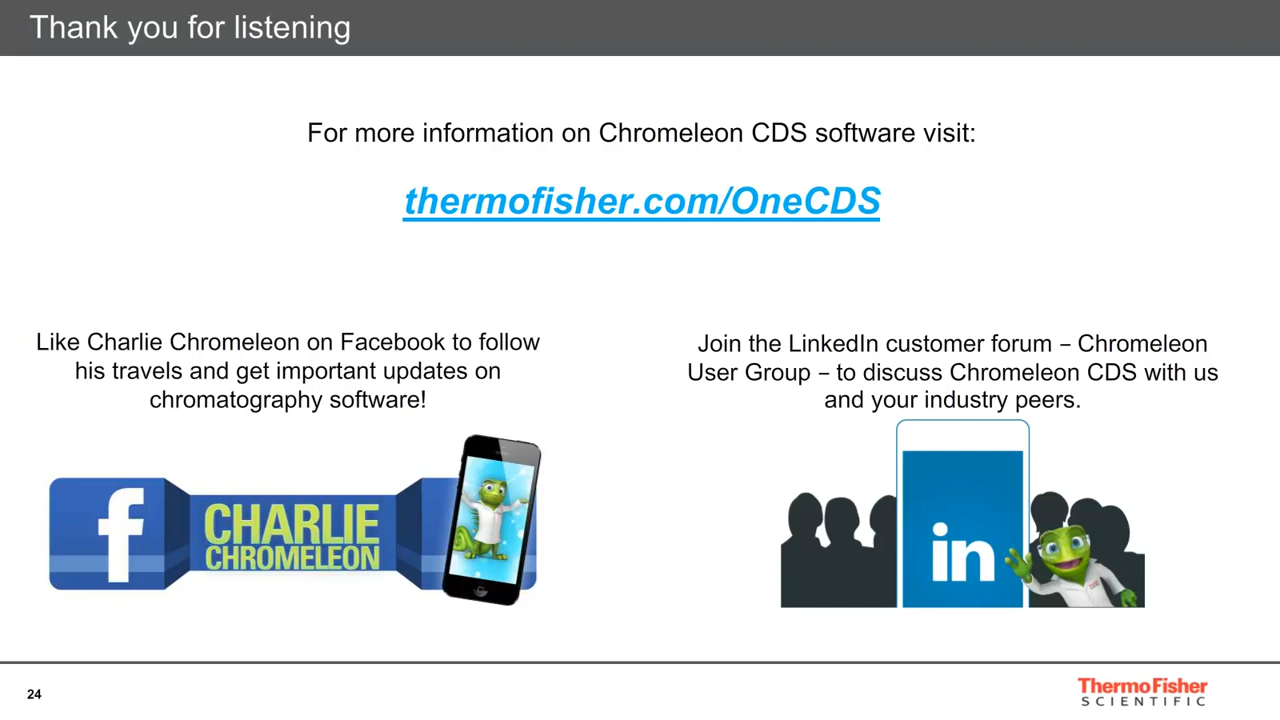 Thank you for listening
For more information on Chromeleon CDS software visit:
thermofisher.com/OneCDS
Like Charlie Chromeleon on Facebook to follow
his travels and get important updates on
chromatography software!
Join the LinkedIn customer forum – Chromeleon
User Group – to discuss Chromeleon CDS with us
and your industry peers.
f
CHARLIE
CHROMELEON
in
24
ThermoFisher
SCIENTIFIC